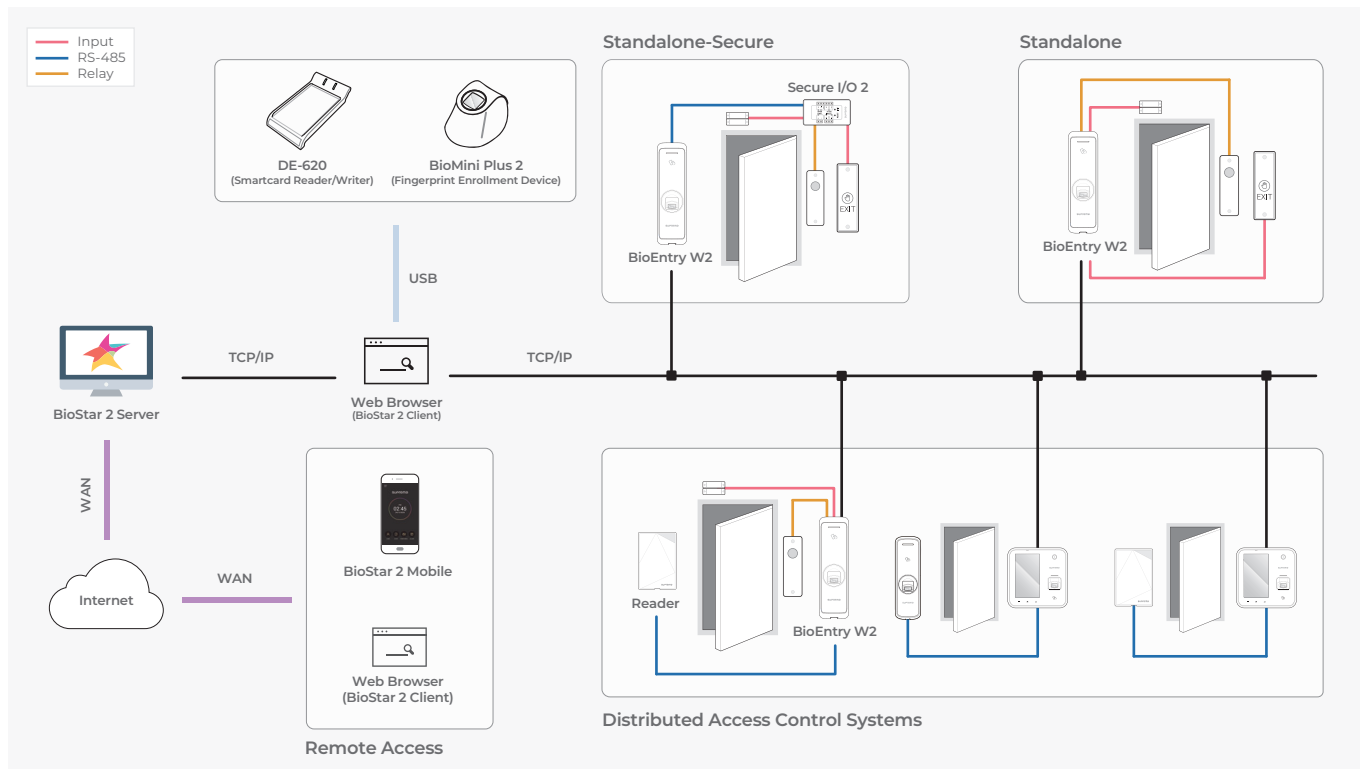 Input
RS-485
Relay
DE-620
(Smartcard Reader/Writer)
BioMini Plus 2
(Fingerprint Enrollment Device)
USB
Standalone-Secure
Secure I/O 2
EXIT
BioEntry W2
Standalone
EXIT
BioEntry W2
BioStar 2 Server
TCP/IP
Web Browser
(BioStar 2 Client)
TCP/IP
WAN
Internet
WAN
02:45
BioStar 2 Mobile
Web Browser
(BioStar 2 Client)
Remote Access
Reader
BioEntry W2
Distributed Access Control Systems